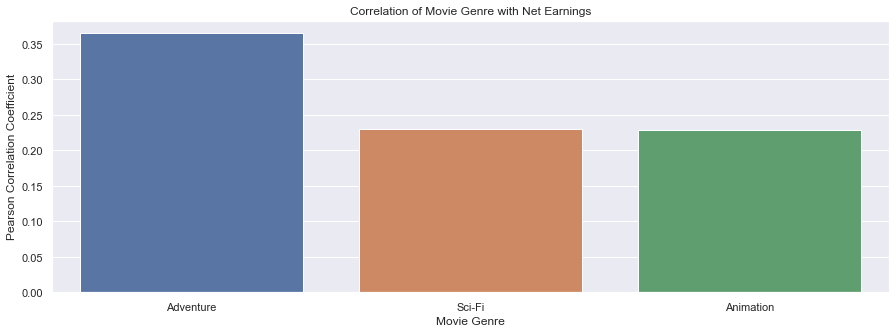 Correlation of Movie Genre with Net Earnings
Pearson Correlation Coefficient
0.35
0.30
0.25
0.20
0.15
0.10
0.05
0.00
Adventure
Sci-Fi
Animation
Movie Genre